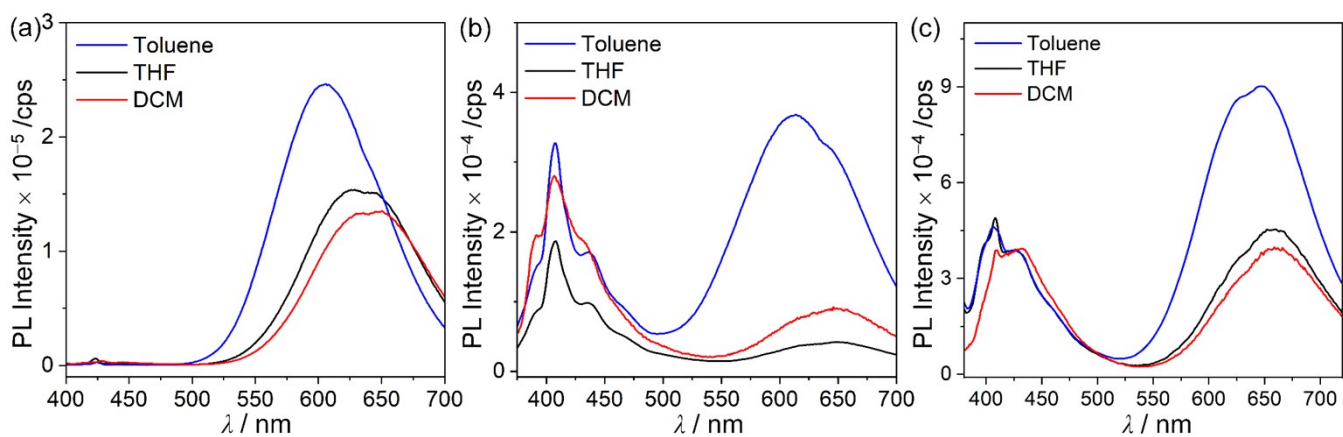 (a)
3
2
1
0
PL Intensity × 10⁻⁵ /cps
Toluene
THF
DCM
400 450 500 550 600 650 700
λ / nm
(b)
4
2
0
PL Intensity × 10⁻⁴ /cps
Toluene
THF
DCM
400 450 500 550 600 650 700
λ / nm
(c)
9
6
3
0
PL Intensity × 10⁻⁴ /cps
Toluene
THF
DCM
400 450 500 550 600 650 700
λ / nm